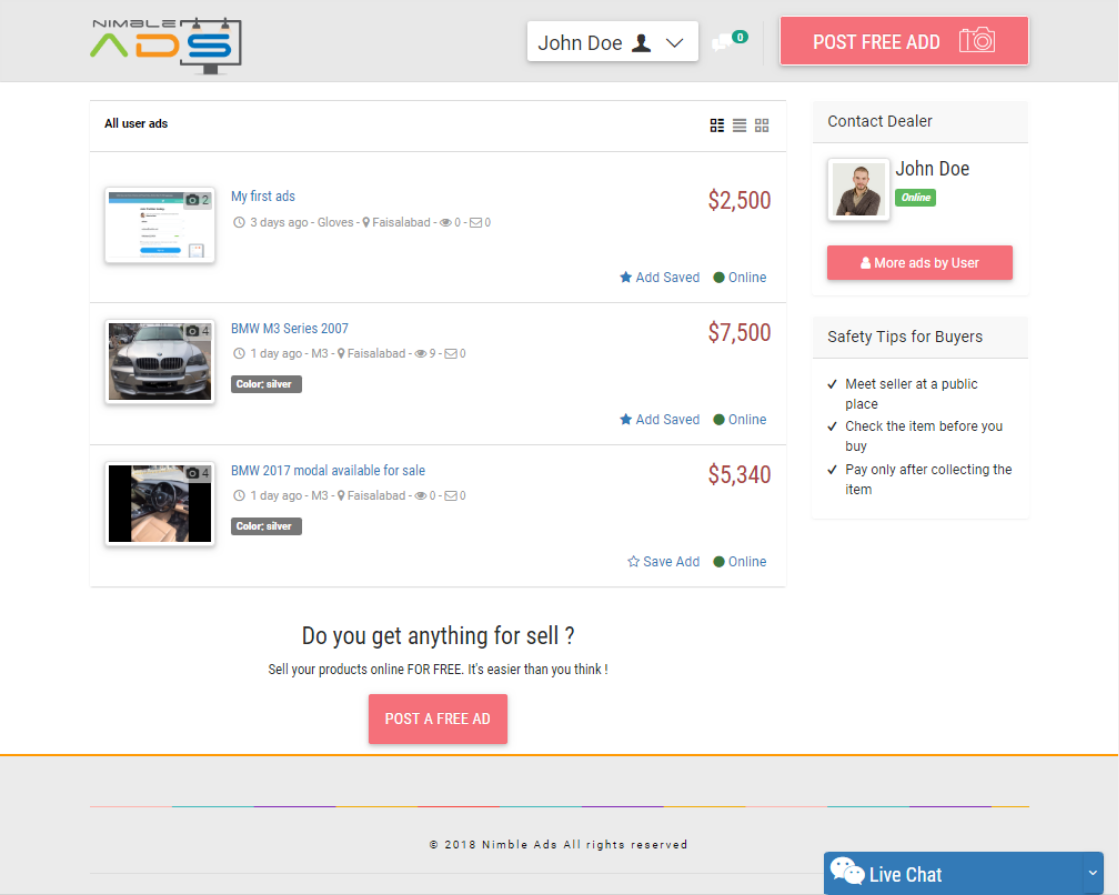 NIMBLE
ADS
John Doe
0
POST FREE ADD
All user ads
2
My first ads
3 days ago - Gloves - Faisalabad - 0 - 0
$2,500
Add Saved Online
4
BMW M3 Series 2007
1 day ago - M3 - Faisalabad - 9 - 0
Color: silver
$7,500
Add Saved Online
4
BMW 2017 modal available for sale
1 day ago - M3 - Faisalabad - 0 - 0
Color: silver
$5,340
Save Add Online
Contact Dealer
John Doe
Online
More ads by User
Safety Tips for Buyers
Meet seller at a public
place
Check the item before you
buy
Pay only after collecting the
item
Do you get anything for sell ?
Sell your products online FOR FREE. It's easier than you think !
POST A FREE AD
© 2018 Nimble Ads All rights reserved
Live Chat